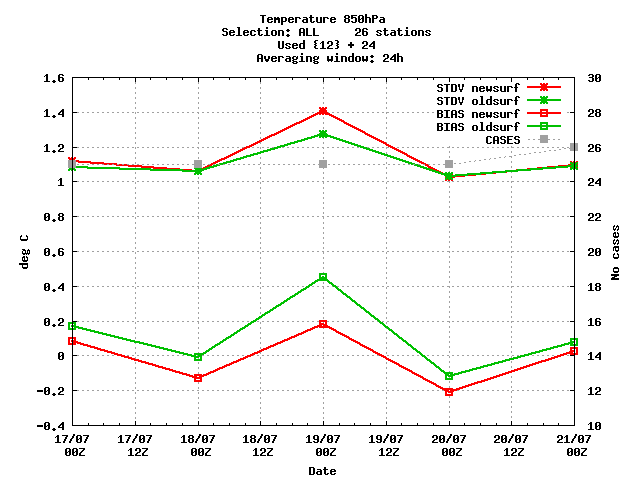 Temperature 850hPa
Selection: ALL     26 stations
Used {12} + 24
Averaging window: 24h
1.6
1.4
1.2
1
0.8
0.6
0.4
0.2
0
-0.2
-0.4
deg C
30
28
26
24
22
20
18
16
14
12
10
No cases
STDV newsurf
STDV oldsurf
BIAS newsurf
BIAS oldsurf
CASES
17/07 17/07 18/07 18/07 19/07 19/07 20/07 20/07 21/07
00Z 12Z 00Z 12Z 00Z 12Z 00Z 12Z 00Z
Date